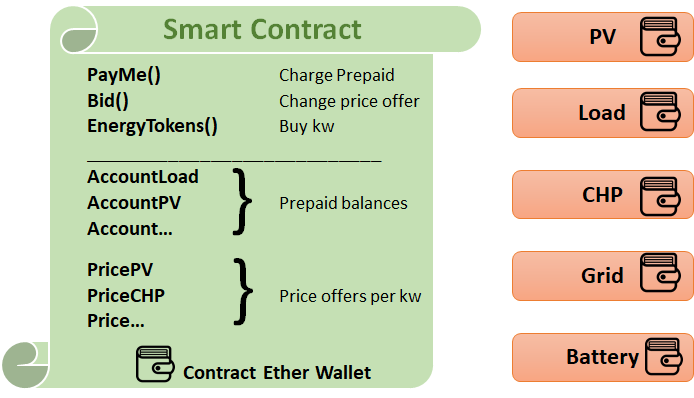 Smart Contract
PayMe() Charge Prepaid
Bid() Change price offer
EnergyTokens() Buy kw
AccountLoad
AccountPV Prepaid balances
Account...
PricePV
PriceCHP Price offers per kw
Price...
Contract Ether Wallet
PV
Load
CHP
Grid
Battery